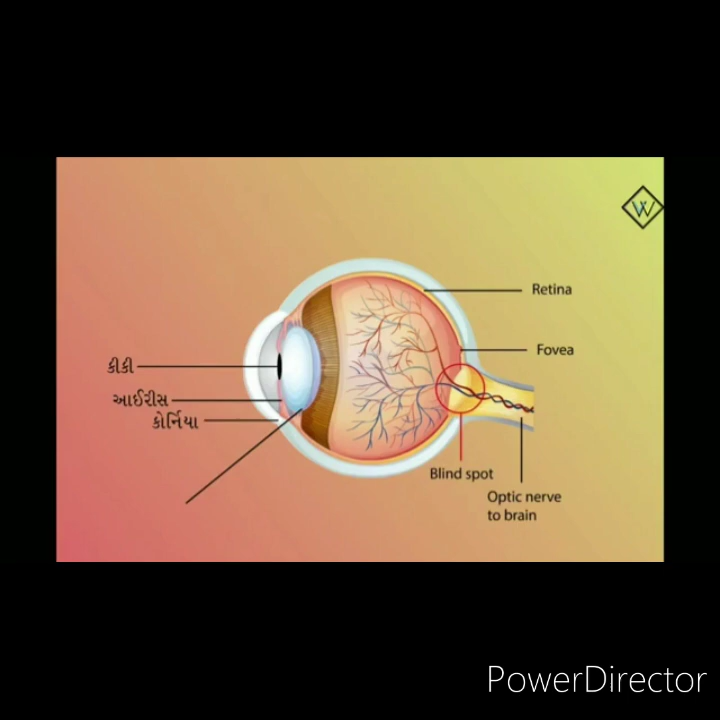 W
Retina
Fovea
કીકી
આઈરીસ
કોર્નિયા
Blind spot
Optic nerve
to brain
PowerDirector